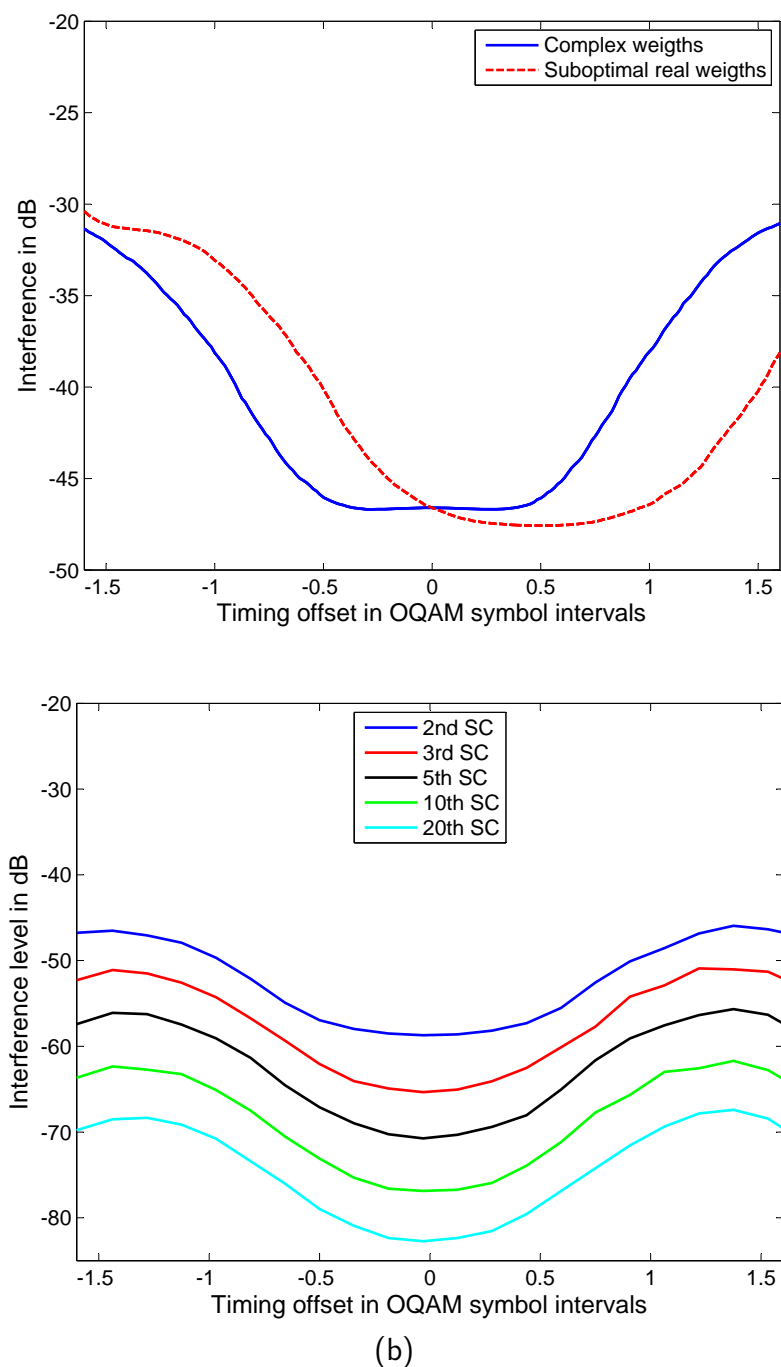 -20
-25
-30
-35
-40
-45
-50
Interference in dB
Complex weigths
Suboptimal real weigths
-1.5 -1 -0.5 0 0.5 1 1.5
Timing offset in OQAM symbol intervals
-20
-30
-40
-50
-60
-70
-80
Interference level in dB
2nd SC
3rd SC
5th SC
10th SC
20th SC
-1.5 -1 -0.5 0 0.5 1 1.5
Timing offset in OQAM symbol intervals
(b)